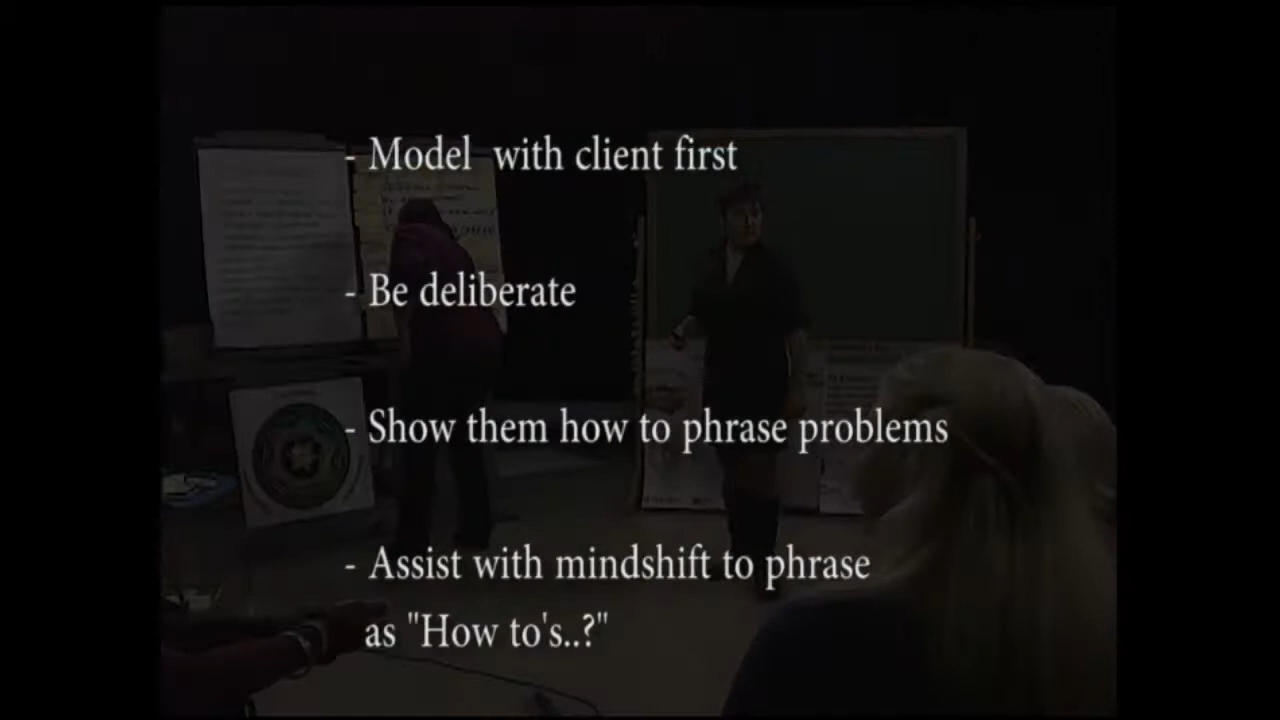 - Model with client first
- Be deliberate
- Show them how to phrase problems
- Assist with mindshift to phrase
as "How to's..?"